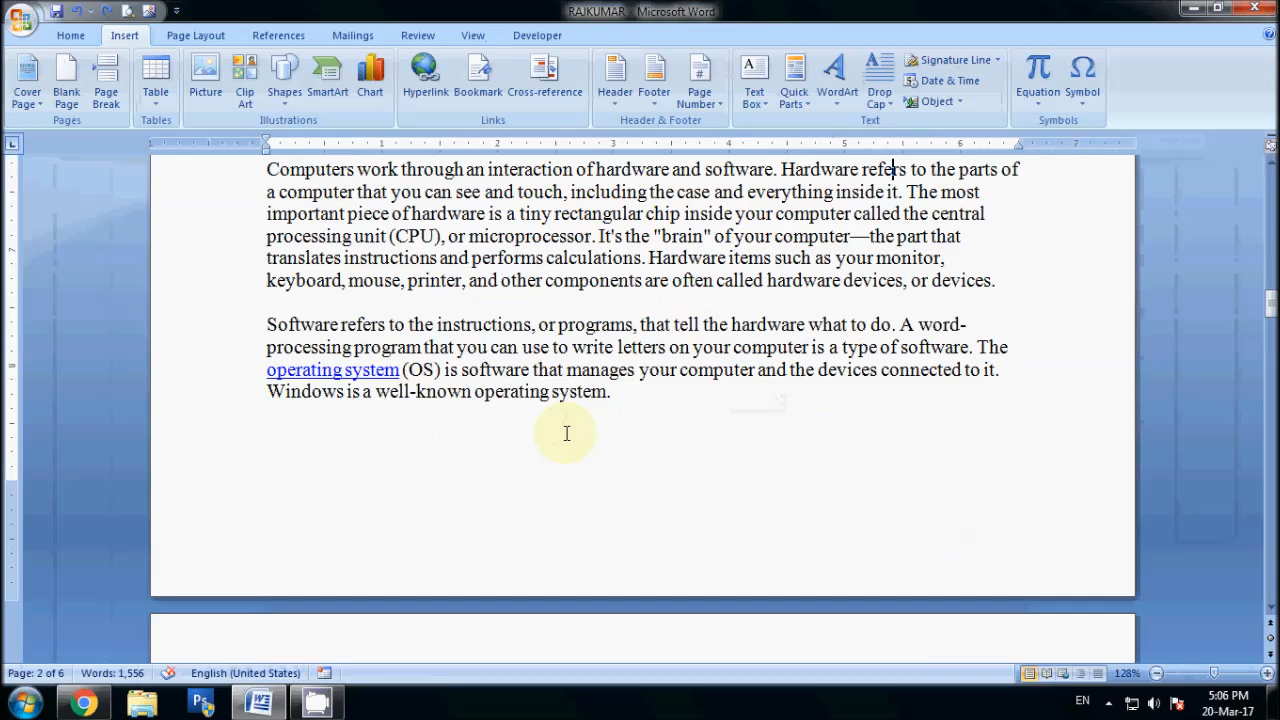 RAJKUMAR - Microsoft Word
Home Insert Page Layout References Mailings Review View Developer
Cover Page Blank Page Page Break Table Picture Clip Art Shapes SmartArt Chart Hyperlink Bookmark Cross-reference Header Footer Page Number Text Box Quick Parts WordArt Drop Cap Signature Line Date & Time Object Equation Symbol
Pages Tables Illustrations Links Header & Footer Text Symbols
1 1 2 3 4 5 6 7
Computers work through an interaction of hardware and software. Hardware refers to the parts of
a computer that you can see and touch, including the case and everything inside it. The most
important piece of hardware is a tiny rectangular chip inside your computer called the central
processing unit (CPU), or microprocessor. It's the "brain" of your computer—the part that
translates instructions and performs calculations. Hardware items such as your monitor,
keyboard, mouse, printer, and other components are often called hardware devices, or devices.
Software refers to the instructions, or programs, that tell the hardware what to do. A word-
processing program that you can use to write letters on your computer is a type of software. The
operating system (OS) is software that manages your computer and the devices connected to it.
Windows is a well-known operating system.
Page: 2 of 6 Words: 1,556 English (United States) 128%
EN 5:06 PM
20-Mar-17